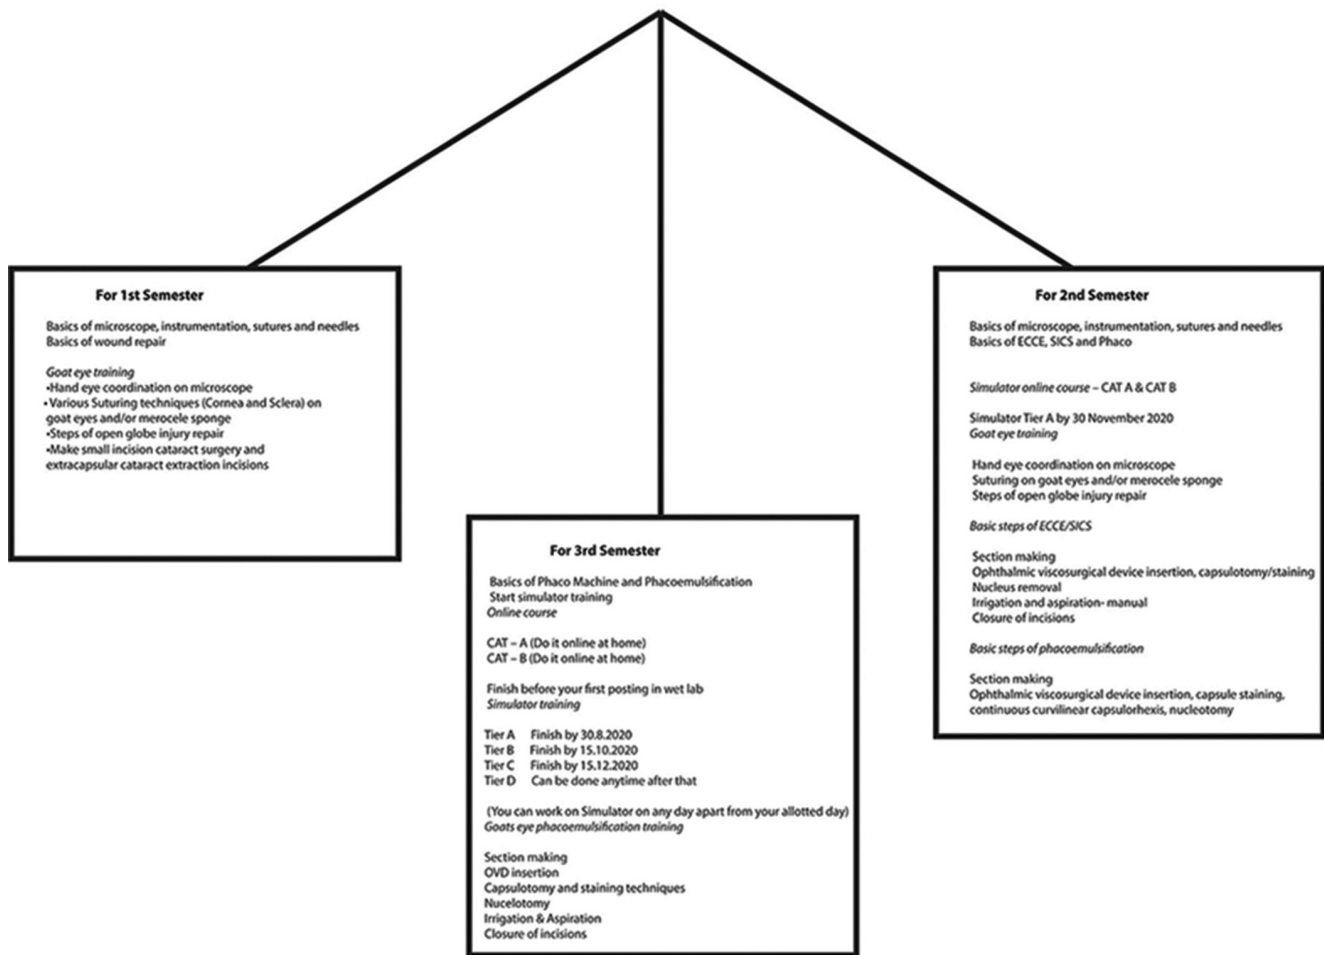 For 1st Semester
Basics of microscope, instrumentation, sutures and needles
Basics of wound repair
Goat eye training
•Hand eye coordination on microscope
• Various Suturing techniques (Cornea and Sclera) on
goat eyes and/or merocele sponge
•Steps of open globe injury repair
•Make small incision cataract surgery and
extracapsular cataract extraction incisions
For 3rd Semester
Basics of Phaco Machine and Phacoemulsification
Start simulator training
Online course
CAT – A (Do it online at home)
CAT – B (Do it online at home)
Finish before your first posting in wet lab
Simulator training
Tier A Finish by 30.8.2020
Tier B Finish by 15.10.2020
Tier C Finish by 15.12.2020
Tier D Can be done anytime after that
(You can work on Simulator on any day apart from your allotted day)
Goats eye phacoemulsification training
Section making
OVD insertion
Capsulotomy and staining techniques
Nucelotomy
Irrigation & Aspiration
Closure of incisions
For 2nd Semester
Basics of microscope, instrumentation, sutures and needles
Basics of ECCE, SICS and Phaco
Simulator online course – CAT A & CAT B
Simulator Tier A by 30 November 2020
Goat eye training
Hand eye coordination on microscope
Suturing on goat eyes and/or merocele sponge
Steps of open globe injury repair
Basic steps of ECCE/SICS
Section making
Ophthalmic viscosurgical device insertion, capsulotomy/staining
Nucleus removal
Irrigation and aspiration- manual
Closure of incisions
Basic steps of phacoemulsification
Section making
Ophthalmic viscosurgical device insertion, capsule staining,
continuous curvilinear capsulorhexis, nucleotomy